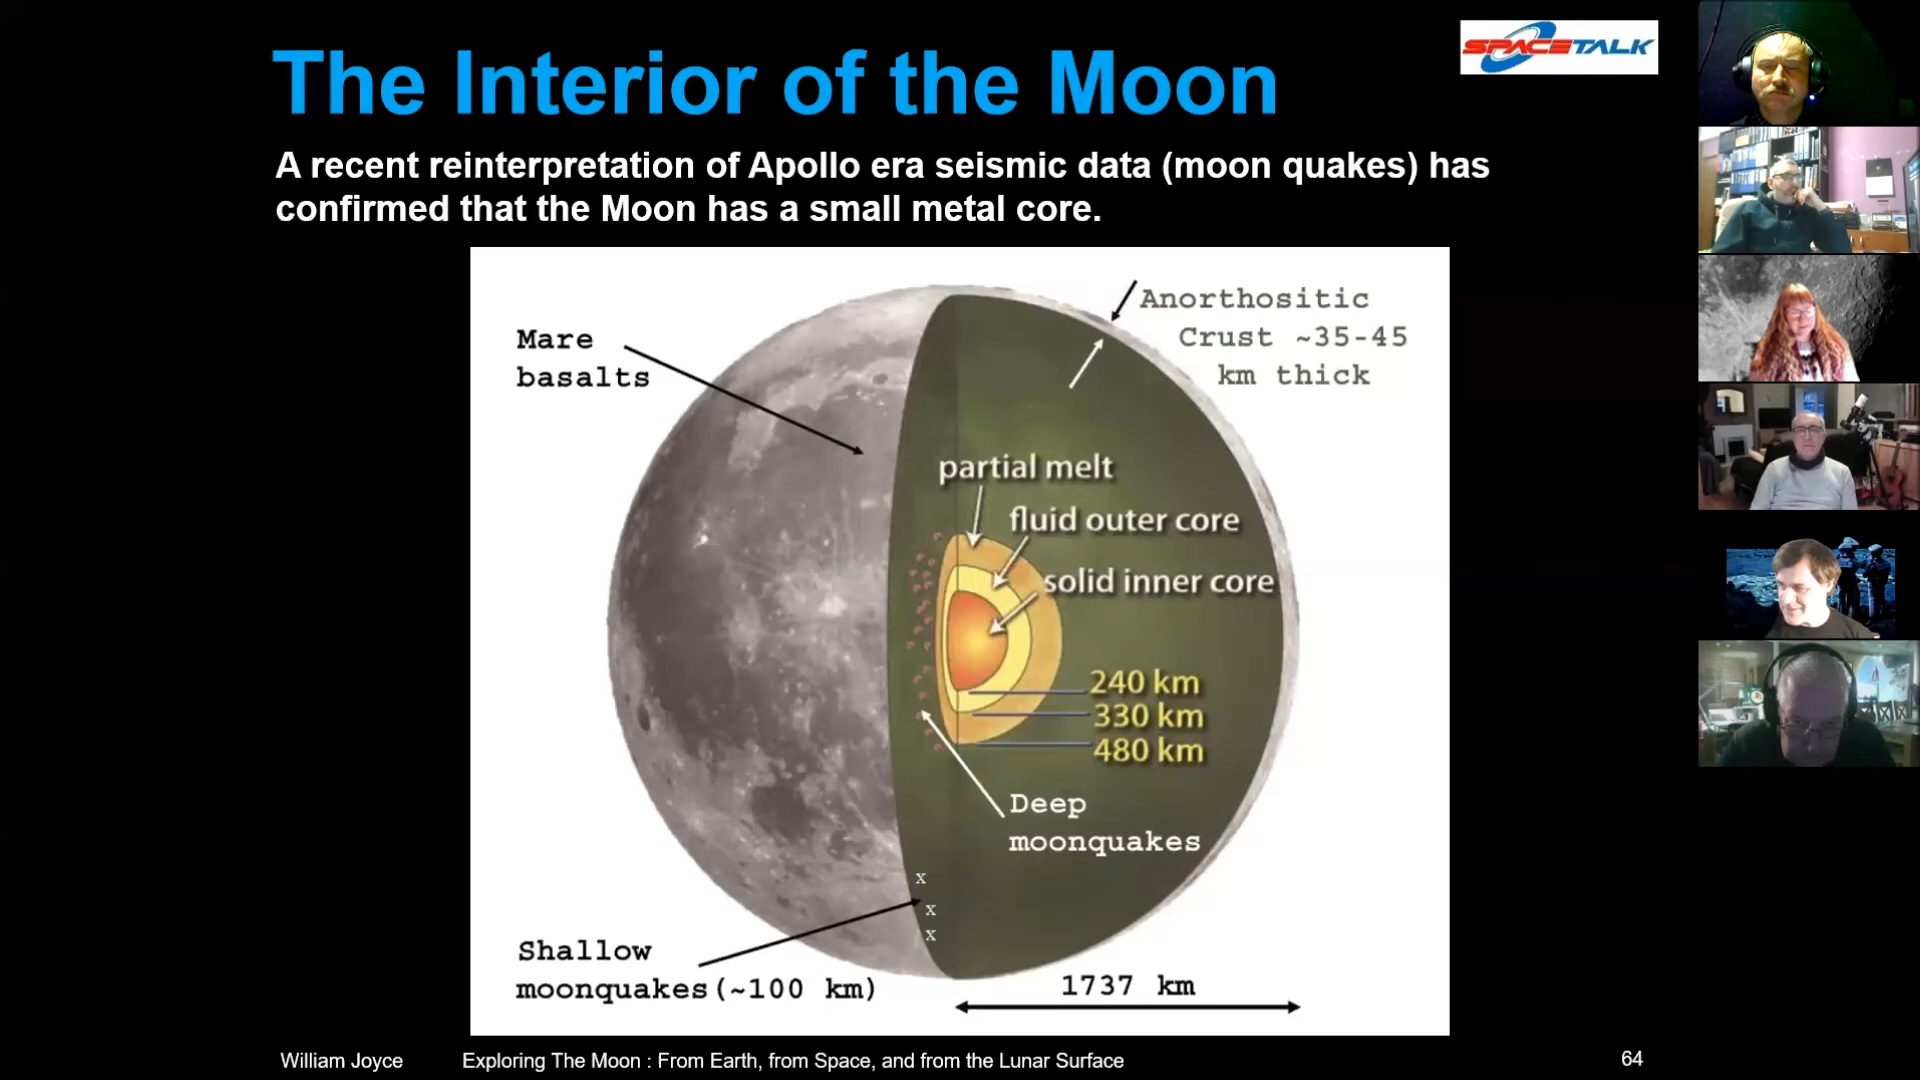 The Interior of the Moon
SPACETALK
A recent reinterpretation of Apollo era seismic data (moon quakes) has
confirmed that the Moon has a small metal core.
Mare
basalts
Anorthositic
Crust ~35-45
km thick
partial melt
fluid outer core
solid inner core
240 km
330 km
480 km
Deep
moonquakes
x
x
x
Shallow
moonquakes(~100 km)
1737 km
William Joyce
Exploring The Moon : From Earth, from Space, and from the Lunar Surface
64